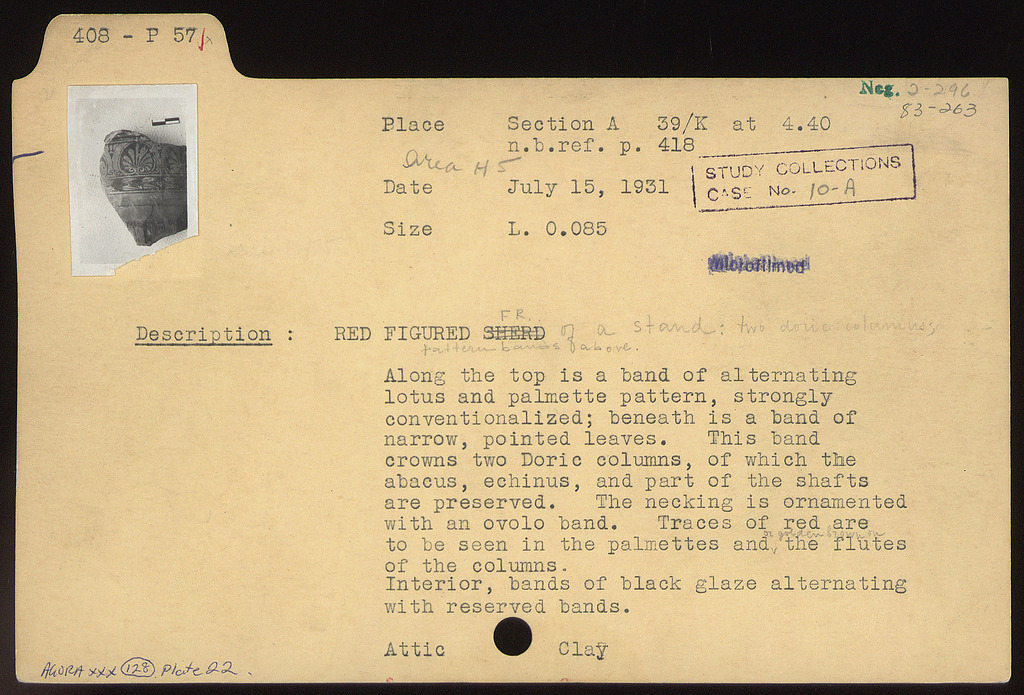 408 - P 57
Neg. 2-296
83-263
Place Section A 39/K at 4.40
n.b.ref. p. 418
Area H5
STUDY COLLECTIONS
CASE No. 10-A
Date July 15, 1931
Size L. 0.085
Microfilmed
FR.
Description : RED FIGURED SHERD of a stand: two doric columns;
pattern bands above.
Along the top is a band of alternating
lotus and palmette pattern, strongly
conventionalized; beneath is a band of
narrow, pointed leaves. This band
crowns two Doric columns, of which the
abacus, echinus, and part of the shafts
are preserved. The necking is ornamented
with an ovolo band. Traces of red are
or golden brown on
to be seen in the palmettes and the flutes
of the columns.
Interior, bands of black glaze alternating
with reserved bands.
Attic Clay
AGORA XXX 128 Plate 22.